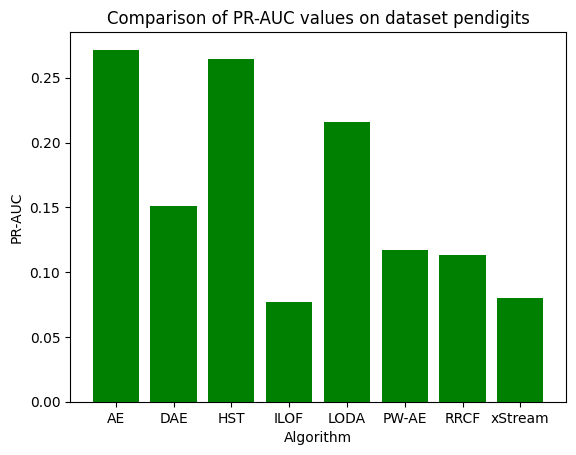 Comparison of PR-AUC values on dataset pendigits
PR-AUC
0.25
0.20
0.15
0.10
0.05
0.00
AE DAE HST ILOF LODA PW-AE RRCF xStream
Algorithm